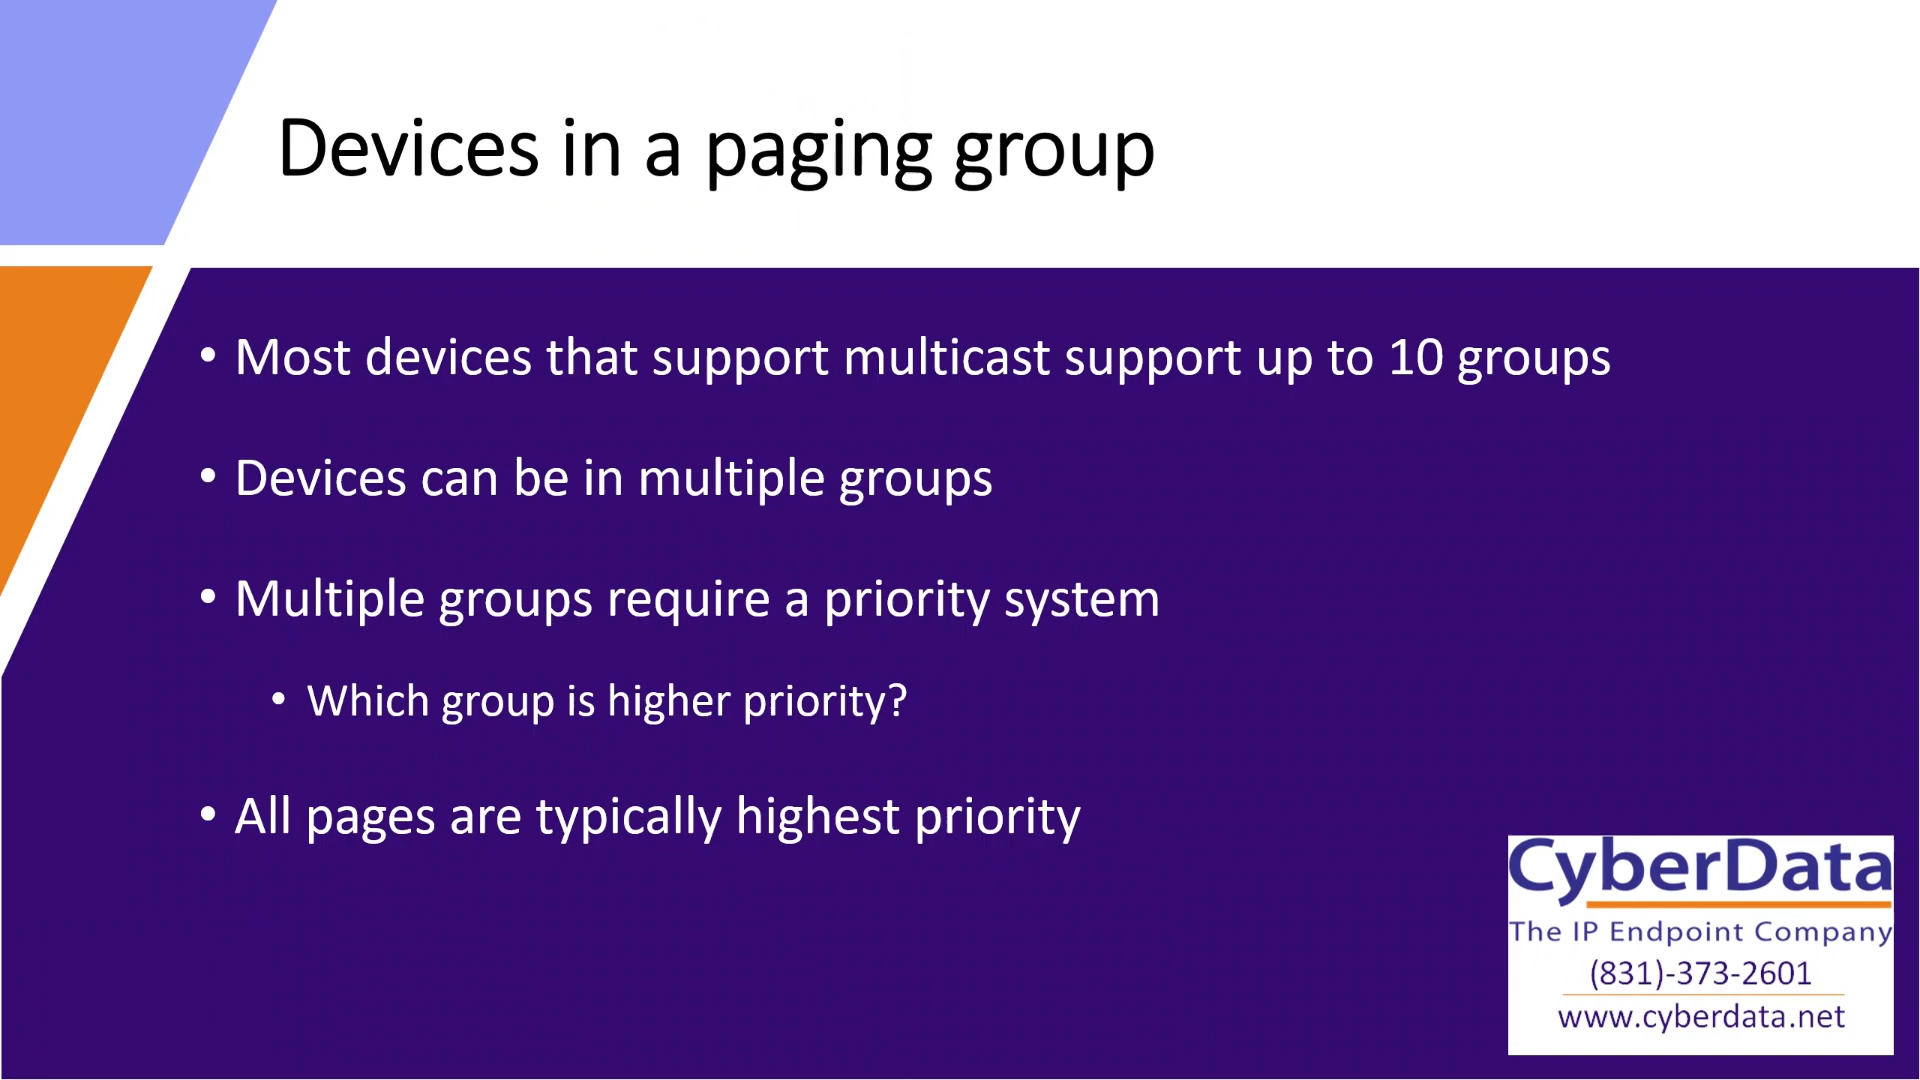 Devices in a paging group
• Most devices that support multicast support up to 10 groups
• Devices can be in multiple groups
• Multiple groups require a priority system
• Which group is higher priority?
• All pages are typically highest priority
CyberData
The IP Endpoint Company
(831)-373-2601
www.cyberdata.net